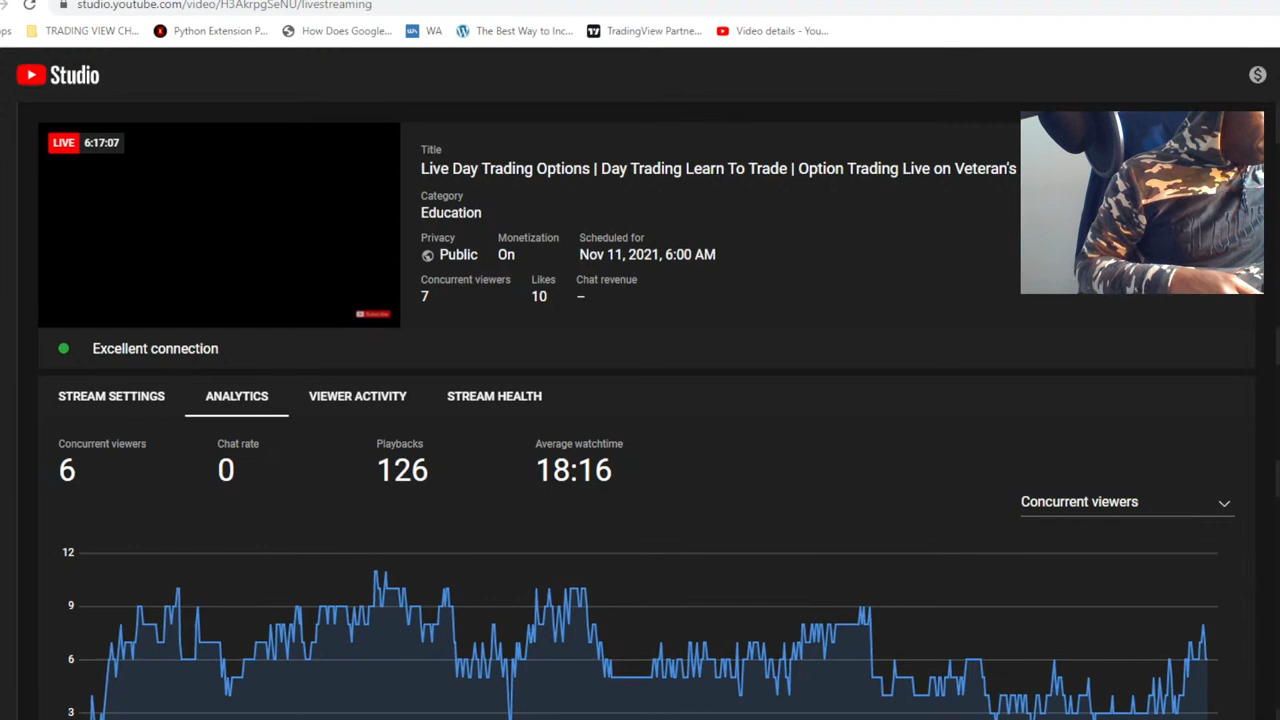 studio.youtube.com/video/H3AkrpgSeNU/livestreaming
ops TRADING VIEW CH... Python Extension P... How Does Google... WA The Best Way to Inc... TradingView Partne... Video details - You...
Studio
LIVE 6:17:07
Title
Live Day Trading Options | Day Trading Learn To Trade | Option Trading Live on Veteran's
Category
Education
Privacy Monetization Scheduled for
Public On Nov 11, 2021, 6:00 AM
Concurrent viewers Likes Chat revenue
7 10 –
Subscribe
Excellent connection
STREAM SETTINGS ANALYTICS VIEWER ACTIVITY STREAM HEALTH
Concurrent viewers Chat rate Playbacks Average watchtime
6 0 126 18:16
Concurrent viewers
12
9
6
3